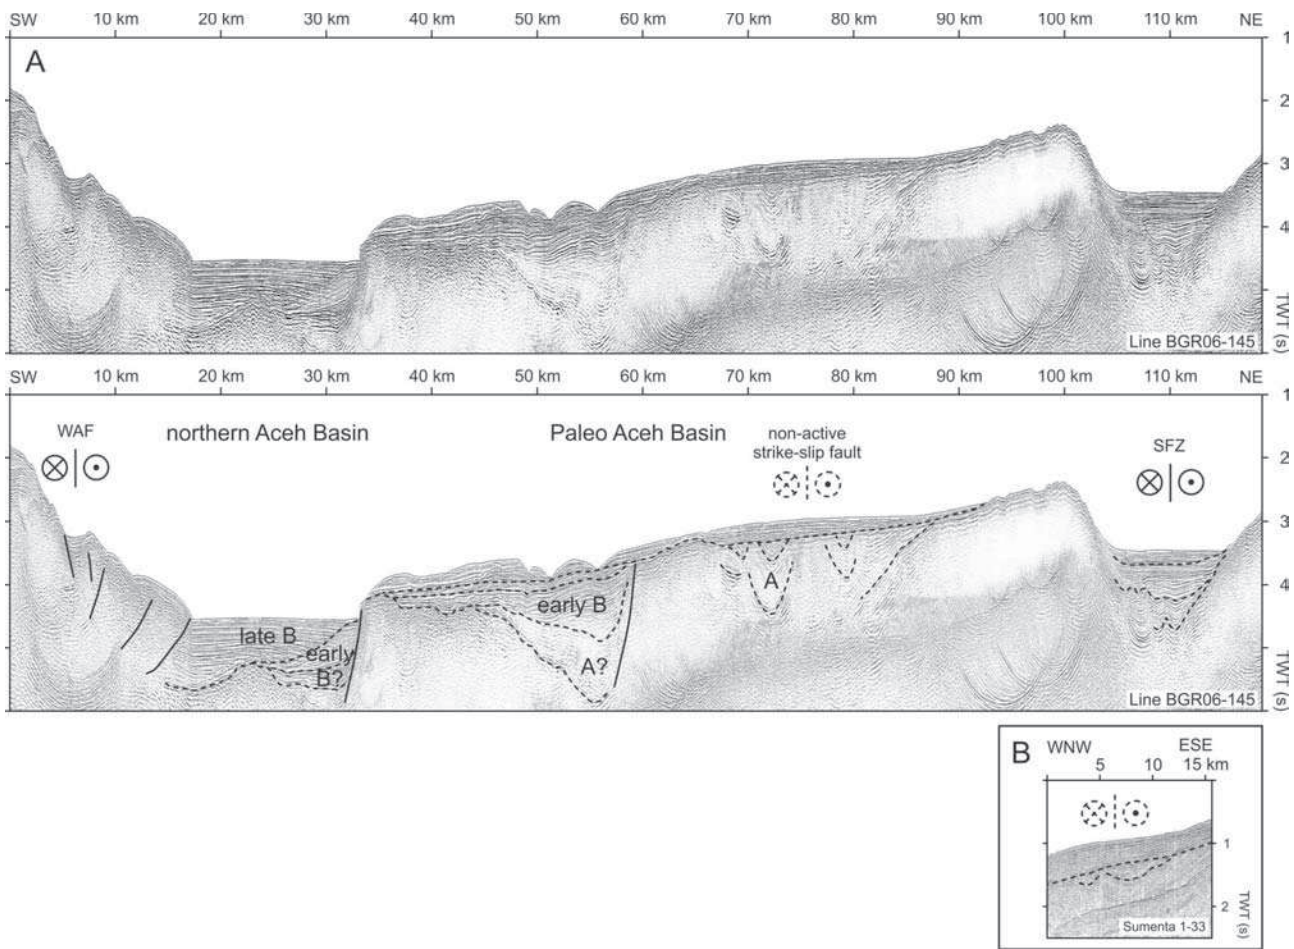 SW 10 km 20 km 30 km 40 km 50 km 60 km 70 km 80 km 90 km 100 km 110 km NE
1
A
2
3
4
TWT (s)
Line BGR06-145
SW 10 km 20 km 30 km 40 km 50 km 60 km 70 km 80 km 90 km 100 km 110 km NE
1
WAF
northern Aceh Basin
Paleo Aceh Basin
non-active
strike-slip fault
SFZ
2
3
A
4
early B
late B
early
B?
A?
TWT (s)
Line BGR06-145
B
WNW ESE
5 10 15 km
1
2
TWT (s)
Sumenta 1-33